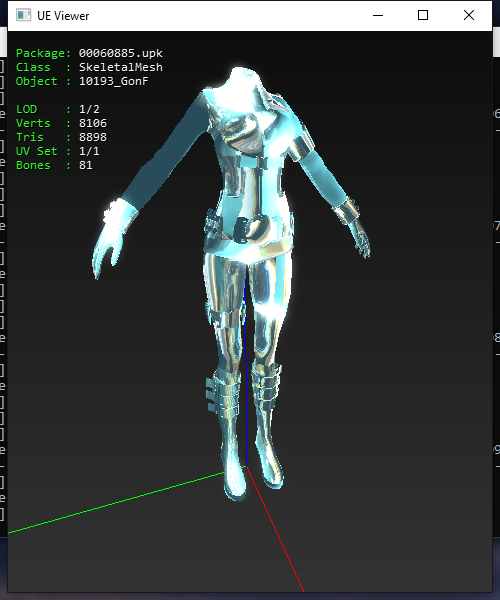 UE Viewer
Package: 00060885.upk
Class : SkeletalMesh
Object : 10193_GonF
LOD : 1/2
Verts : 8106
Tris : 8898
UV Set : 1/1
Bones : 81